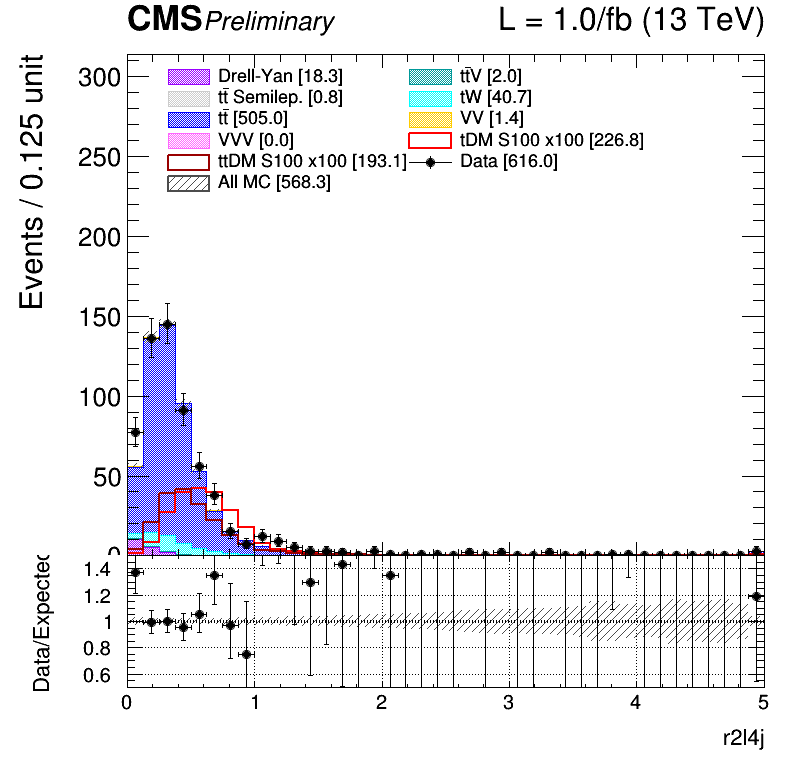 CMS Preliminary L = 1.0/fb (13 TeV)
Events / 0.125 unit
300
250
200
150
100
50
0
Drell-Yan [18.3]
tt̄ Semilep. [0.8]
tt̄ [505.0]
VVV [0.0]
ttDM S100 x100 [193.1]
All MC [568.3]
tt̄V [2.0]
tW [40.7]
VV [1.4]
tDM S100 x100 [226.8]
Data [616.0]
Data/Expected
1.4
1.2
1
0.8
0.6
0 1 2 3 4 5
r2l4j